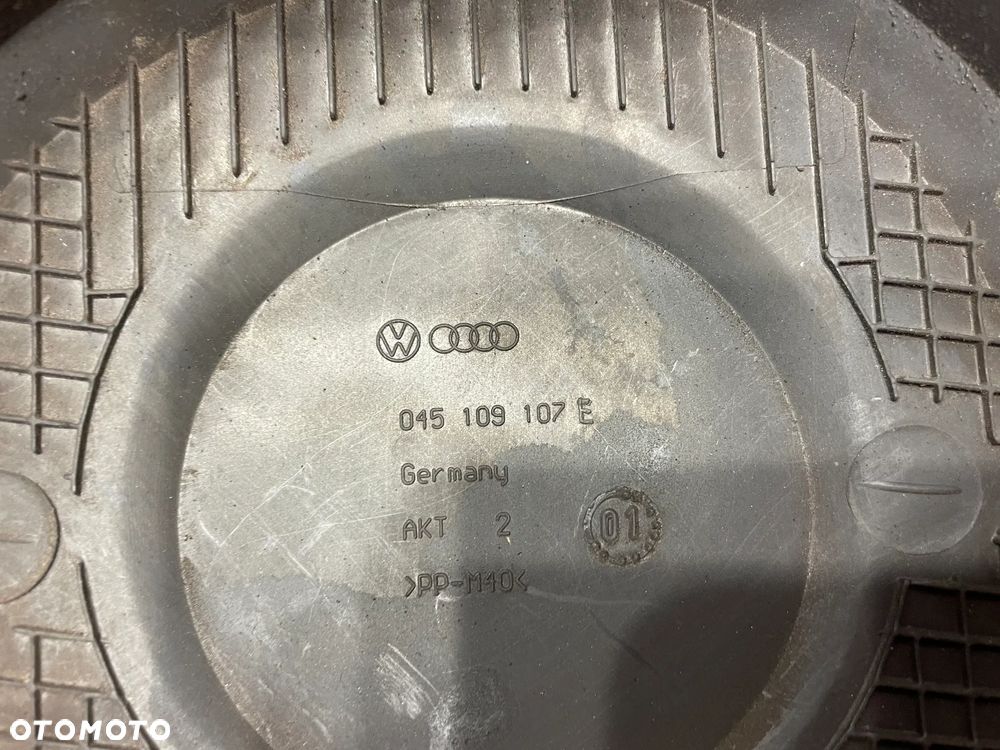 045 109 107 E
Germany
AKT 2
01
>PP-M40<
OTOMOTO